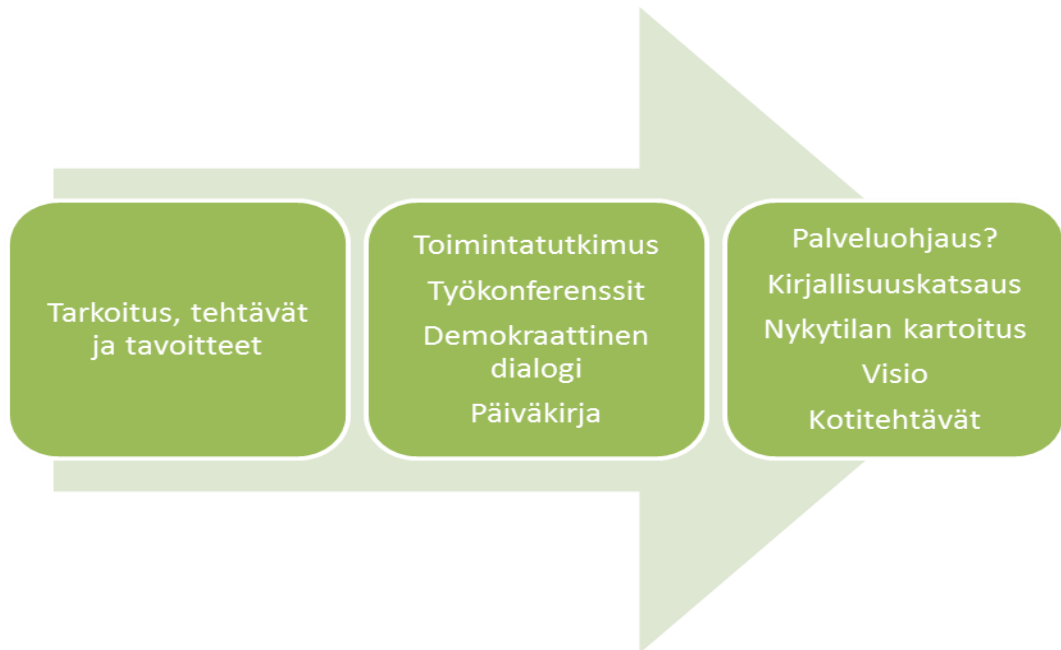 Tarkoitus, tehtävät
ja tavoitteet
Toimintatutkimus
Työkonferenssit
Demokraattinen
dialogi
Päiväkirja
Palveluohjaus?
Kirjallisuuskatsaus
Nykytilan kartoitus
Visio
Kotitehtävät